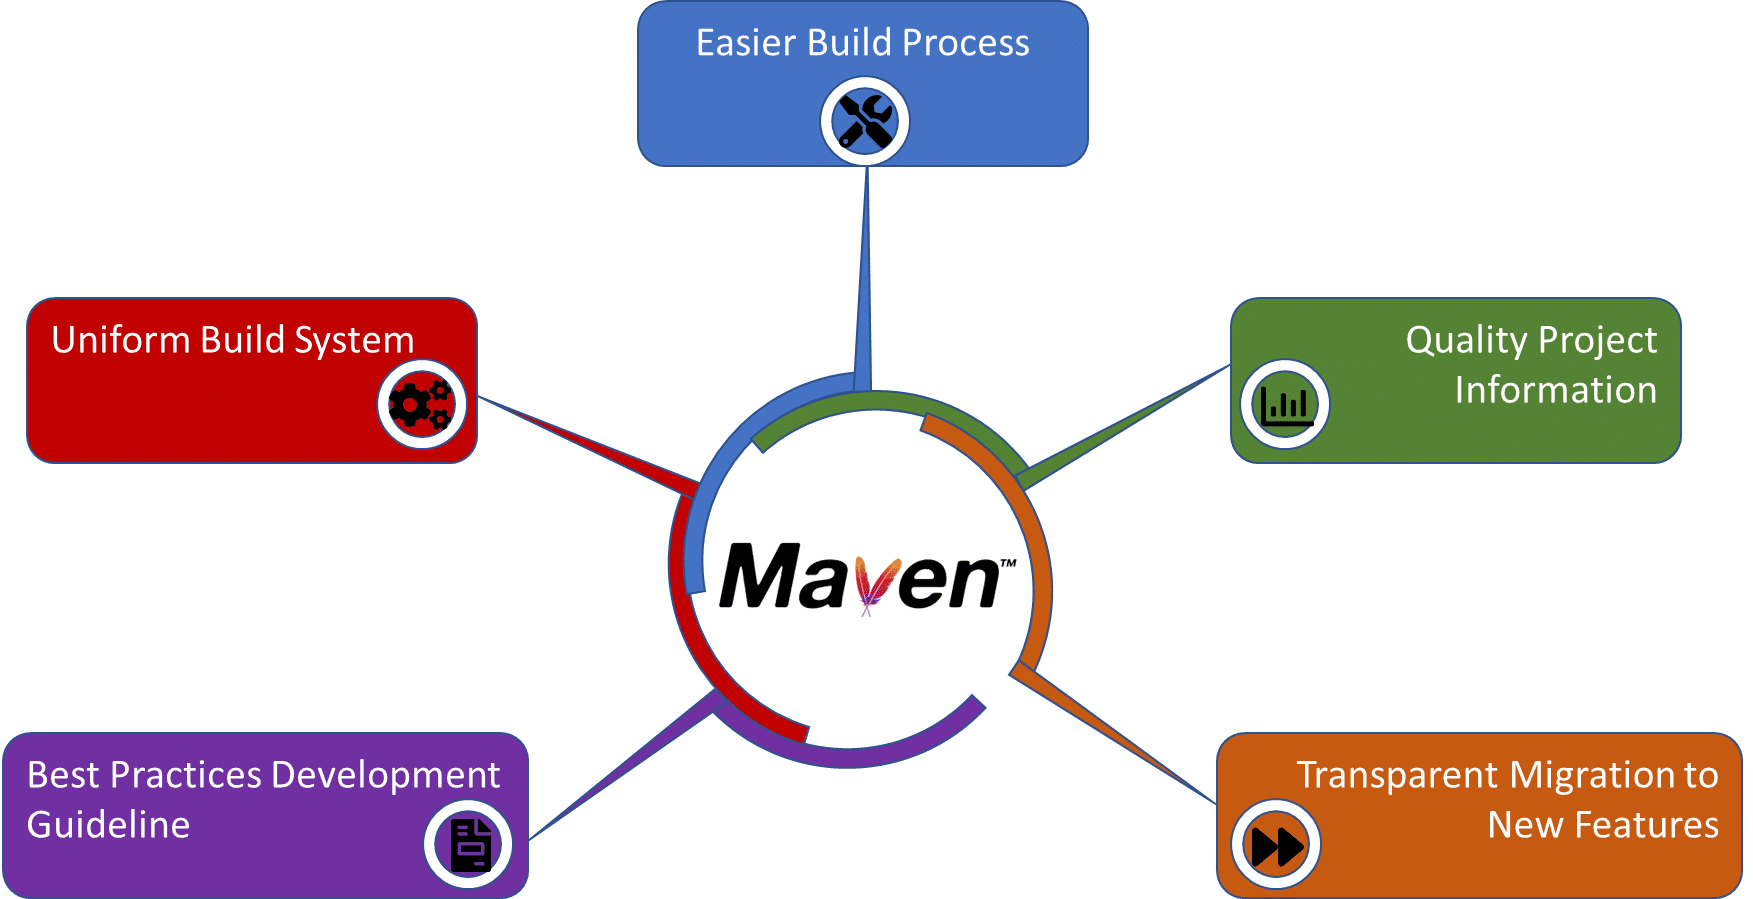 Easier Build Process
Uniform Build System
Quality Project
Information
Maven™
Best Practices Development
Guideline
Transparent Migration to
New Features